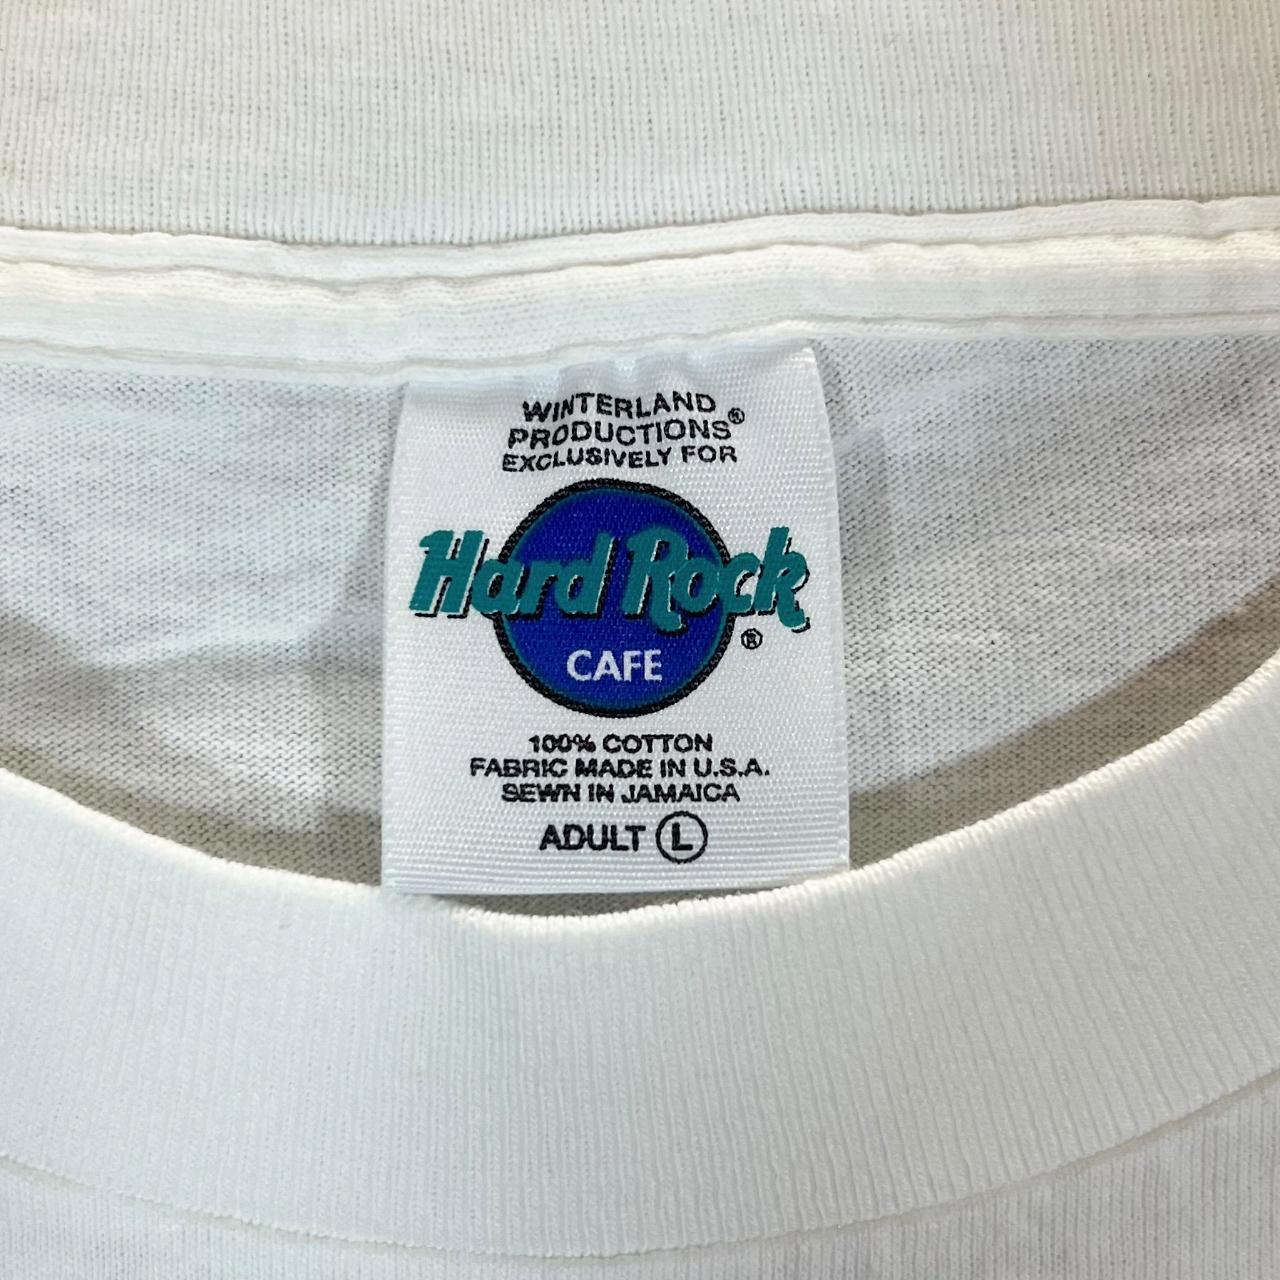 WINTERLAND
PRODUCTIONS®
EXCLUSIVELY FOR
Hard Rock
CAFE ®
100% COTTON
FABRIC MADE IN U.S.A.
SEWN IN JAMAICA
ADULT L